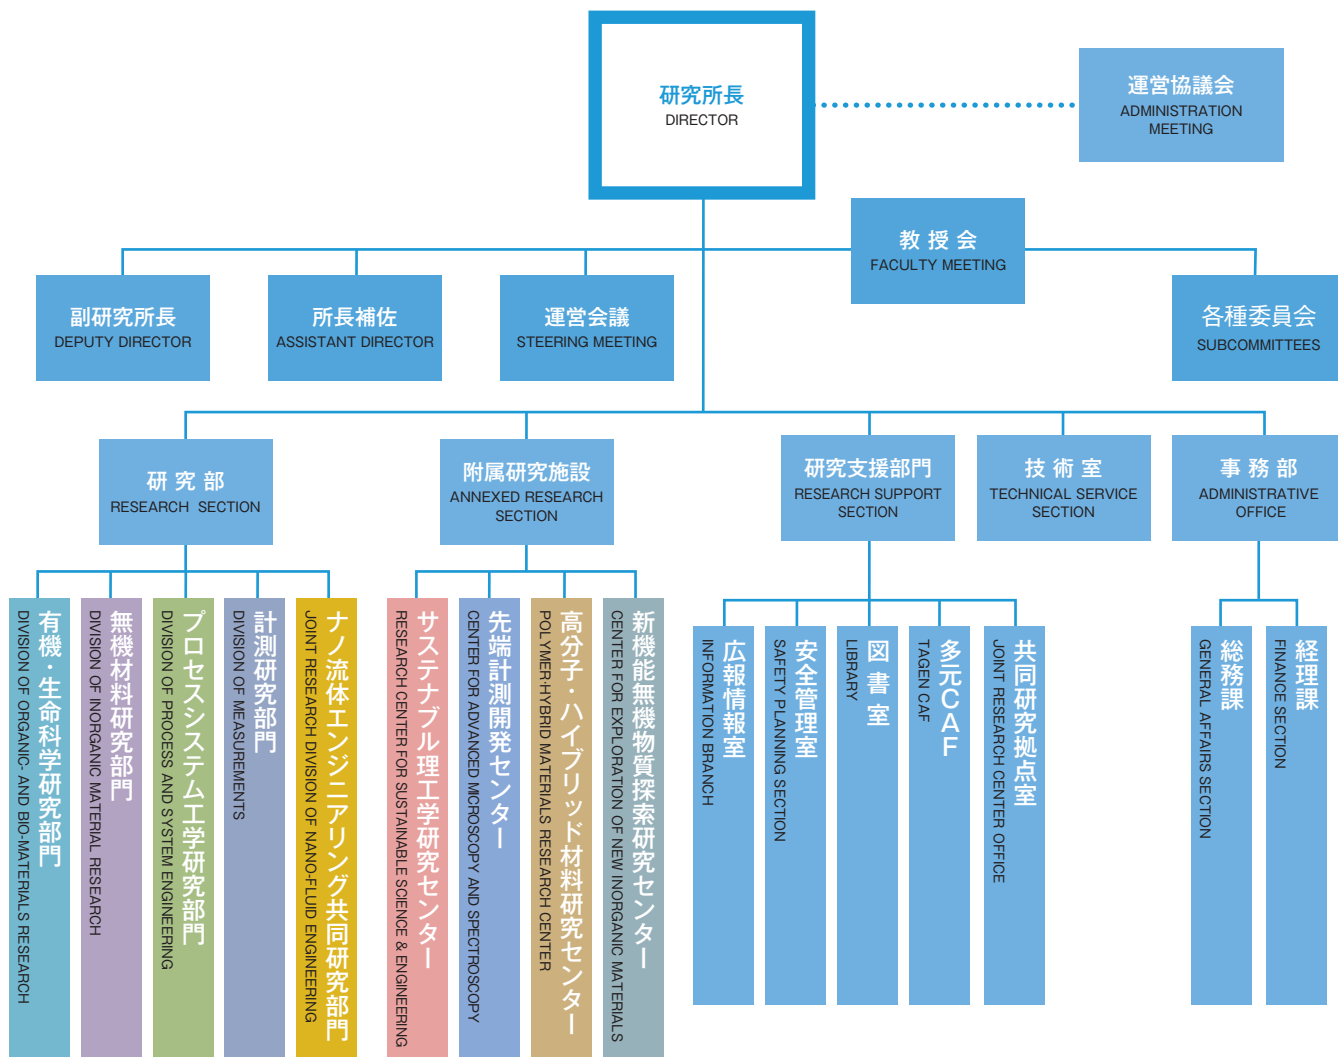 研究所長
DIRECTOR
運営協議会
ADMINISTRATION
MEETING
教授会
FACULTY MEETING
副研究所長
DEPUTY DIRECTOR
所長補佐
ASSISTANT DIRECTOR
運営会議
STEERING MEETING
各種委員会
SUBCOMMITTEES
研究部
RESEARCH SECTION
附属研究施設
ANNEXED RESEARCH
SECTION
研究支援部門
RESEARCH SUPPORT
SECTION
技術室
TECHNICAL SERVICE
SECTION
事務部
ADMINISTRATIVE
OFFICE
有機・生命科学研究部門
DIVISION OF ORGANIC- AND BIO-MATERIALS RESEARCH
無機材料研究部門
DIVISION OF INORGANIC MATERIAL RESEARCH
プロセスシステム工学研究部門
DIVISION OF PROCESS AND SYSTEM ENGINEERING
計測研究部門
DIVISION OF MEASUREMENTS
ナノ流体エンジニアリング共同研究部門
JOINT RESEARCH DIVISION OF NANO-FLUID ENGINEERING
サステナブル理工学研究センター
RESEARCH CENTER FOR SUSTAINABLE SCIENCE & ENGINEERING
先端計測開発センター
CENTER FOR ADVANCED MICROSCOPY AND SPECTROSCOPY
高分子・ハイブリッド材料研究センター
POLYMER·HYBRID MATERIALS RESEARCH CENTER
新機能無機物質探索研究センター
CENTER FOR EXPLORATION OF NEW INORGANIC MATERIALS
広報情報室
INFORMATION BRANCH
安全管理室
SAFETY PLANNING SECTION
図書室
LIBRARY
多元CAF
TAGEN CAF
共同研究拠点室
JOINT RESEARCH CENTER OFFICE
総務課
GENERAL AFFAIRS SECTION
経理課
FINANCE SECTION